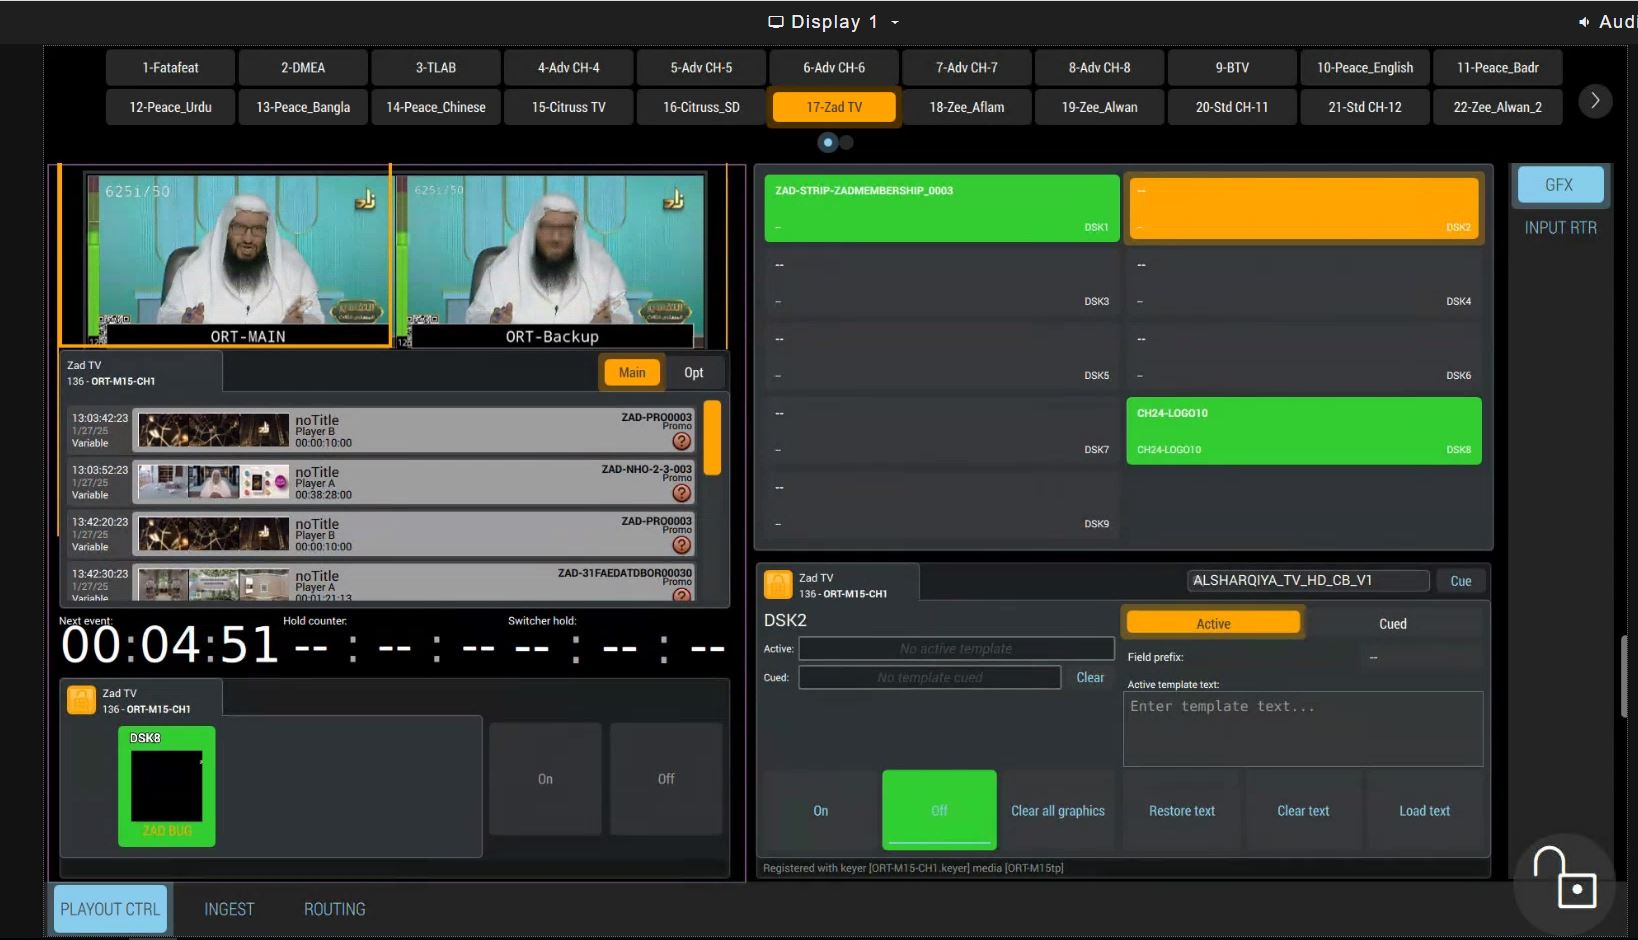 Display 1
Audi
1-Fatafeat
2-DMEA
3-TLAB
4-Adv CH-4
5-Adv CH-5
6-Adv CH-6
7-Adv CH-7
8-Adv CH-8
9-BTV
10-Peace_English
11-Peace_Badr
12-Peace_Urdu
13-Peace_Bangla
14-Peace_Chinese
15-Citruss TV
16-Citruss_SD
17-Zad TV
18-Zee_Aflam
19-Zee_Alwan
20-Std CH-11
21-Std CH-12
22-Zee_Alwan_2
625i/50
زاد
ORT-MAIN
625i/50
زاد
ORT-Backup
Zad TV
136 - ORT-M15-CH1
Main
Opt
13:03:42:23
1/27/25
Variable
noTitle
Player B
00:00:10:00
ZAD-PRO0003
Promo
13:03:52:23
1/27/25
Variable
noTitle
Player A
00:38:28:00
ZAD-NHO-2-3-003
Promo
13:42:20:23
1/27/25
Variable
noTitle
Player B
00:00:10:00
ZAD-PRO0003
Promo
13:42:30:23
1/27/25
Variable
noTitle
Player A
00:01:21:13
ZAD-31FAEDATDBOR00030
Promo
Next event:
00:04:51
Hold counter:
-- : -- : --
Switcher hold:
-- : -- : --
Zad TV
136 - ORT-M15-CH1
DSK8
ZAD BUG
On
Off
ZAD-STRIP-ZADMEMBERSHIP_0003
--
DSK1
--
--
DSK2
--
--
DSK3
--
--
DSK4
--
--
DSK5
--
--
DSK6
--
--
DSK7
CH24-LOGO10
CH24-LOGO10
DSK8
--
--
DSK9
GFX
INPUT RTR
Zad TV
136 - ORT-M15-CH1
ALSHARQIYA_TV_HD_CB_V1
Cue
DSK2
Active
Cued
Active:
No active template
Cued:
No template cued
Clear
Field prefix:
--
Active template text:
Enter template text...
On
Off
Clear all graphics
Restore text
Clear text
Load text
Registered with keyer [ORT-M15-CH1.keyer] media [ORT-M15tp]
PLAYOUT CTRL
INGEST
ROUTING